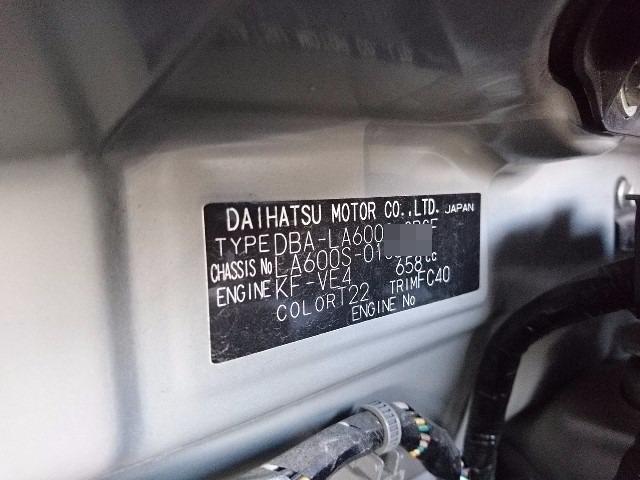 DAIHATSU MOTOR CO.,LTD. JAPAN
TYPE DBA-LA600
CHASSIS No LA600S-01
ENGINE KF-VE4 658cc
COLOR T22 TRIM FC40
ENGINE No